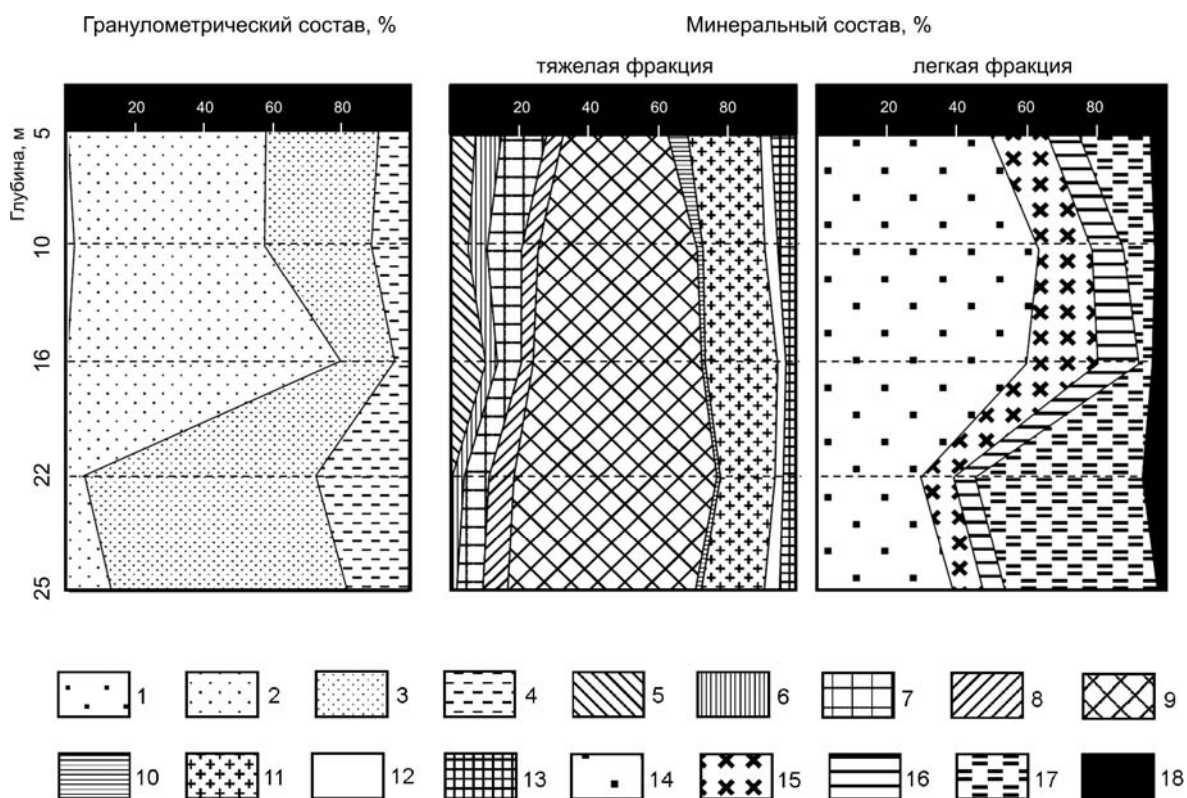 Гранулометрический состав, %
Минеральный состав, %
тяжелая фракция
легкая фракция
20 40 60 80
20 40 60 80
20 40 60 80
Глубина, м
5
10
16
22
25
1 2 3 4 5 6 7 8 9
10 11 12 13 14 15 16 17 18